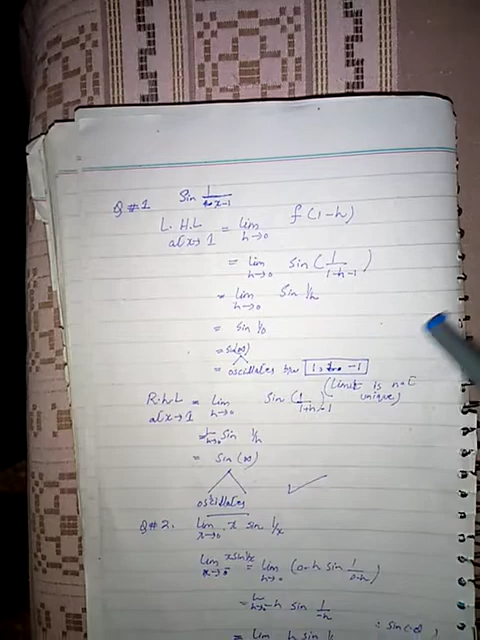 Q#1 Sin 1/x-1
L.H.L at x→1 = lim h→0 f(1-h)
= lim h→0 Sin (1/1-h-1)
= lim h→0 Sin 1/h
= Sin 1/0
= Sin(∞)
= oscillates b/w 1, -1
(limit is not unique)
R.H.L at x→1 = lim h→0 Sin (1/1+h-1)
= lim h→0 Sin 1/h
= Sin (∞)
oscillates
Q#2. lim x→0 x sin 1/x
lim x→0⁻ x sin 1/x = lim h→0 (0-h sin 1/0-h)
= lim h→0 -h sin 1/-h
∵ Sin(-θ)
= lim h sin 1/